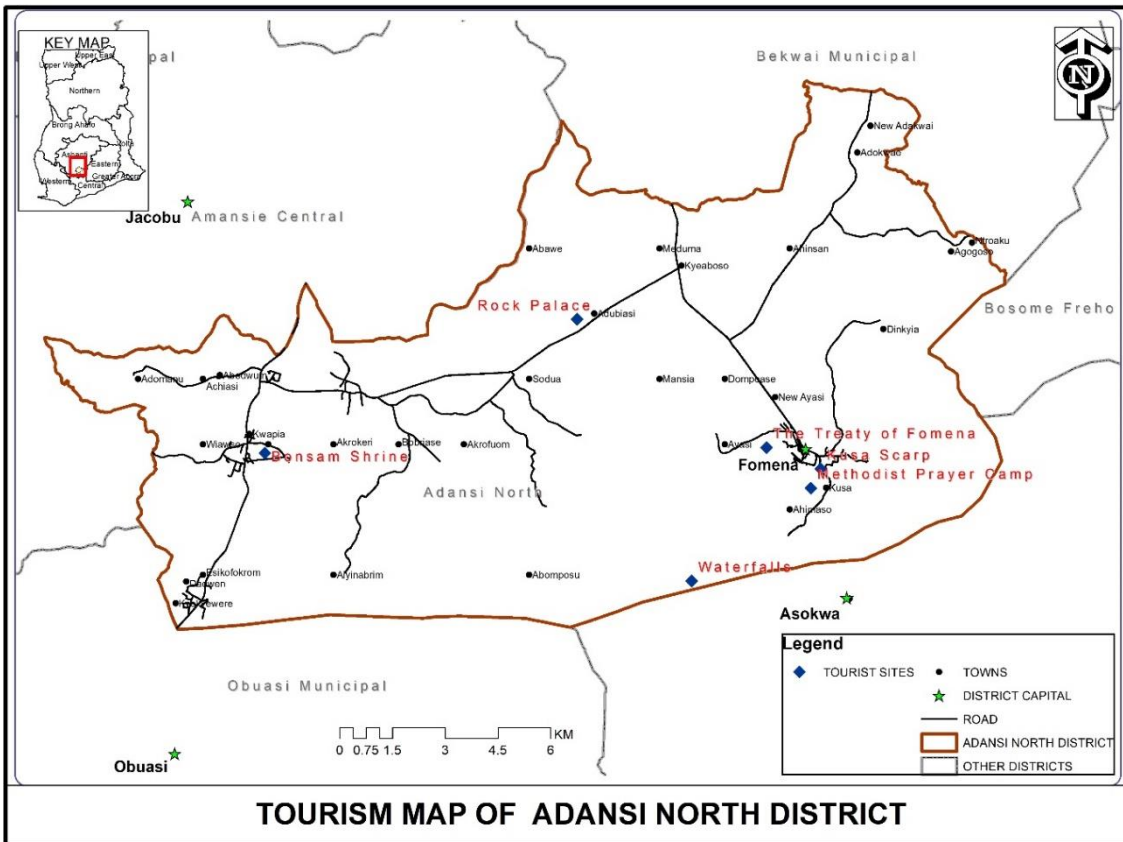 KEY MAP
Upper East
Upper West
Northern
Brong Ahafo
Volta
Ashanti
Eastern
Greater Accra
Western
Central
N
Bekwai Municipal
New Adakwai
Jacobu
Amansie Central
Abawe
Meduma
Ahinsan
Ntroaku
Agogoso
Kyeaboso
Rock Palace
Adubiasi
Bosome Freho
Dinkyia
Adomanu
Achiasi
Sodua
Mansia
Dompoase
New Ayasi
Kwapia
Akrokeri
Bobriase
Akrofuom
Ayasi
The Treaty of Fomena
Bonsam Shrine
Fomena
Kusa Scarp
Methodist Prayer Camp
Adansi North
Kusa
Ahimaso
Esikofokrom
Aiyinabrim
Abomposu
Waterfalls
Asokwa
Obuasi Municipal
Obuasi
0 0.75 1.5 3 4.5 6
KM
Legend
TOURIST SITES
TOWNS
DISTRICT CAPITAL
ROAD
ADANSI NORTH DISTRICT
OTHER DISTRICTS
TOURISM MAP OF ADANSI NORTH DISTRICT